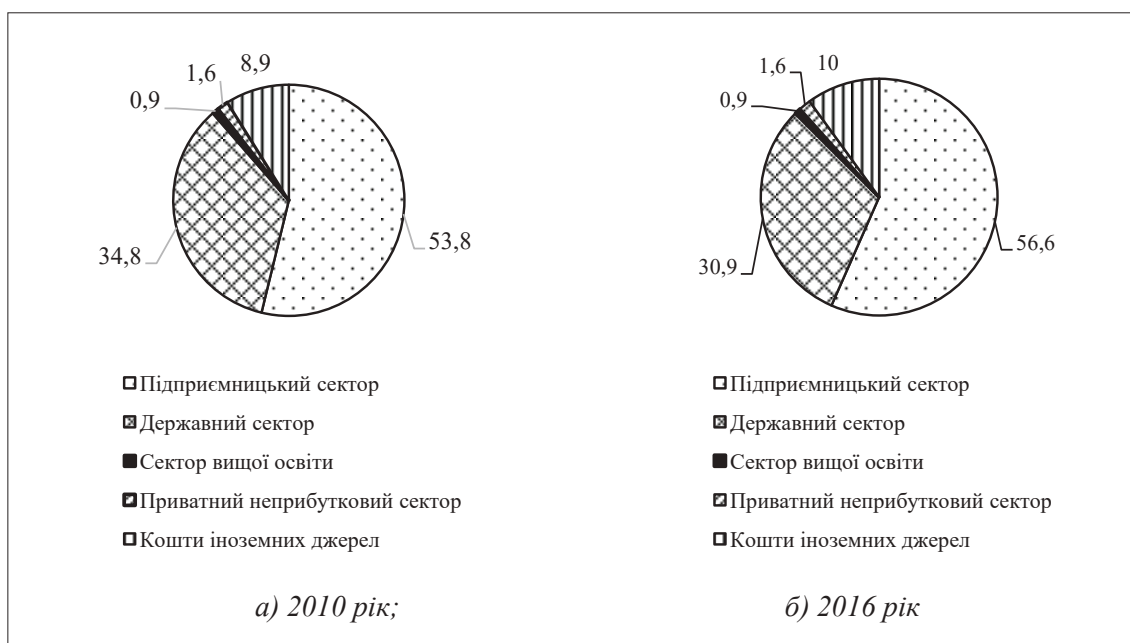 1,6
8,9
0,9
34,8
53,8
Підприємницький сектор
Державний сектор
Сектор вищої освіти
Приватний неприбутковий сектор
Кошти іноземних джерел
а) 2010 рік;
1,6
10
0,9
30,9
56,6
Підприємницький сектор
Державний сектор
Сектор вищої освіти
Приватний неприбутковий сектор
Кошти іноземних джерел
б) 2016 рік